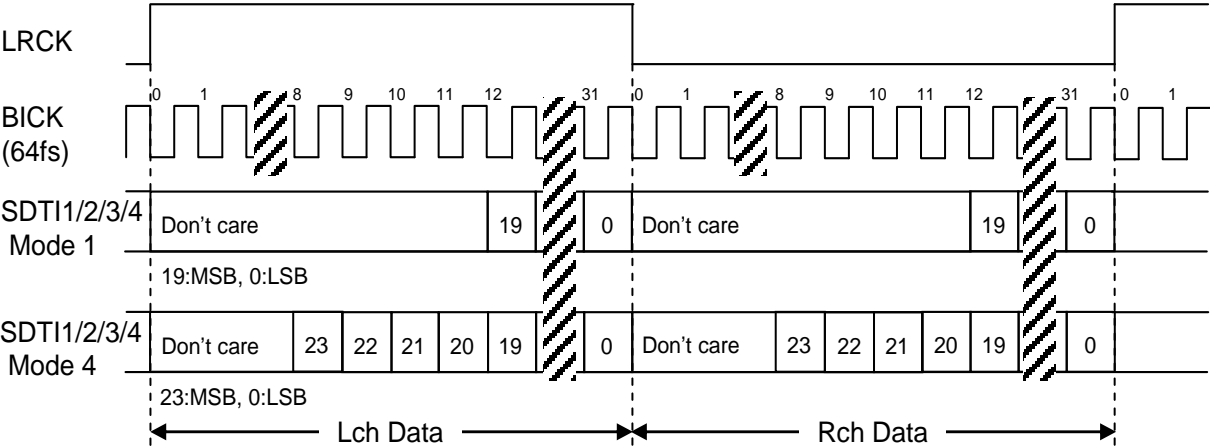 LRCK
0 1 8 9 10 11 12 31 0 1 8 9 10 11 12 31 0 1
BICK
(64fs)
SDTI1/2/3/4
Mode 1
Don't care 19 0 Don't care 19 0
19:MSB, 0:LSB
SDTI1/2/3/4
Mode 4
Don't care 23 22 21 20 19 0 Don't care 23 22 21 20 19 0
23:MSB, 0:LSB
Lch Data Rch Data